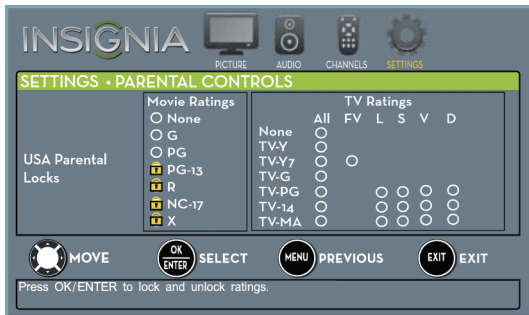 INSIGNIA
PICTURE AUDIO CHANNELS SETTINGS
SETTINGS • PARENTAL CONTROLS
USA Parental
Locks
Movie Ratings
None
G
PG
PG-13
R
NC-17
X
TV Ratings
All FV L S V D
None
TV-Y
TV-Y7
TV-G
TV-PG
TV-14
TV-MA
MOVE
OK
ENTER
SELECT
MENU
PREVIOUS
EXIT
EXIT
Press OK/ENTER to lock and unlock ratings.